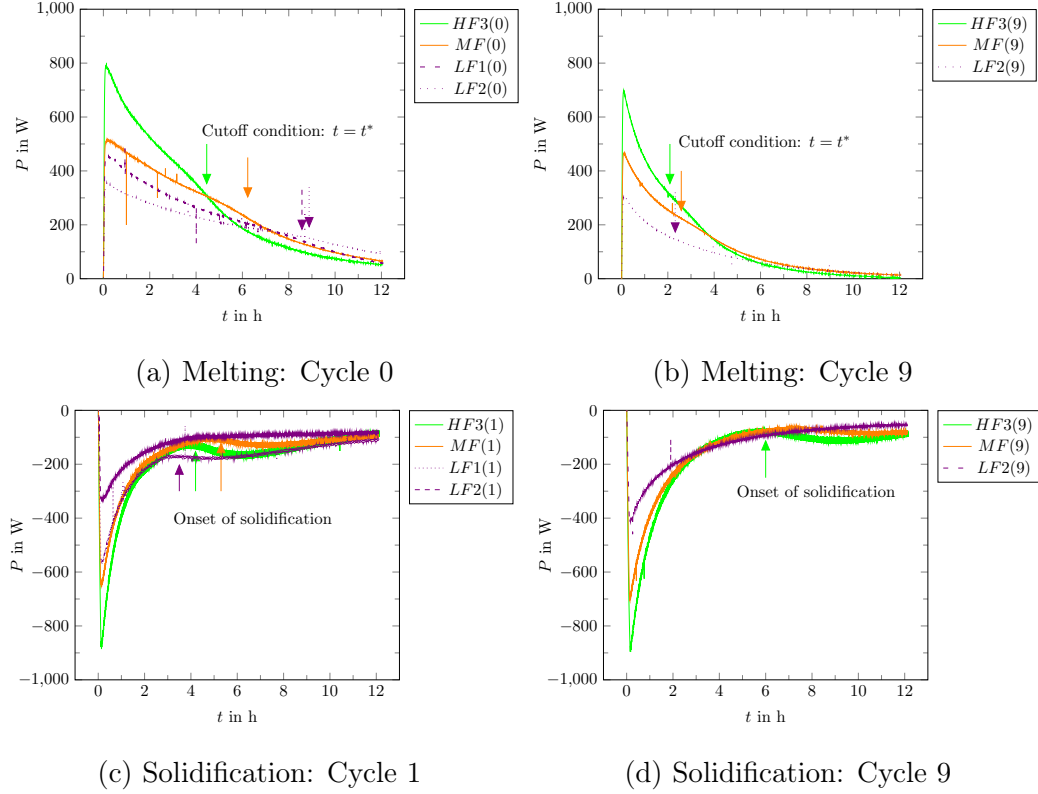 1,000
800
600
400
200
0
P in W
0 2 4 6 8 10 12
t in h
Cutoff condition: t = t*
HF3(0)
MF(0)
LF1(0)
LF2(0)
(a) Melting: Cycle 0
1,000
800
600
400
200
0
P in W
0 2 4 6 8 10 12
t in h
Cutoff condition: t = t*
HF3(9)
MF(9)
LF2(9)
(b) Melting: Cycle 9
0
−200
−400
−600
−800
−1,000
P in W
0 2 4 6 8 10 12
t in h
Onset of solidification
HF3(1)
MF(1)
LF1(1)
LF2(1)
(c) Solidification: Cycle 1
0
−200
−400
−600
−800
−1,000
P in W
0 2 4 6 8 10 12
t in h
Onset of solidification
HF3(9)
MF(9)
LF2(9)
(d) Solidification: Cycle 9